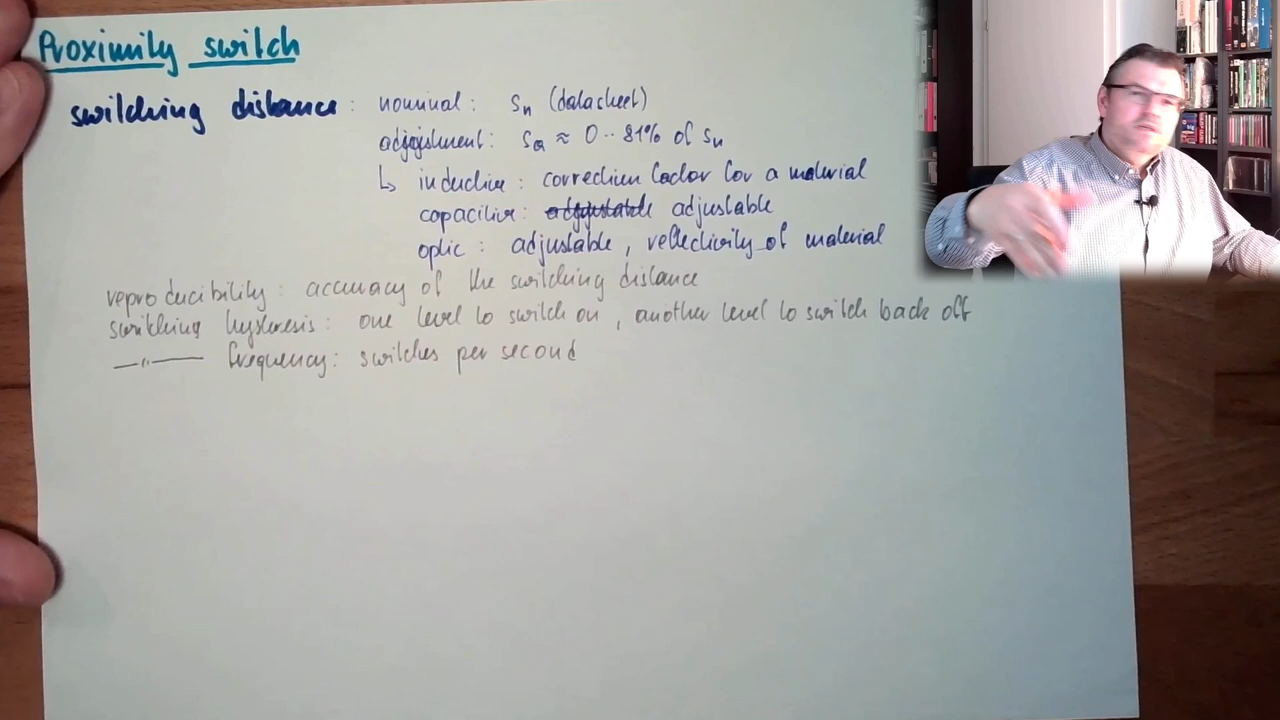 Proximity switch
switching distance: nominal: sn (datasheet)
adjustment: sa ≈ 0..81% of sn
↳ inductive: correction factor for a material
capacitive: adjustable adjustable
optic: adjustable, reflectivity of material
reproducibility: accuracy of the switching distance
switching hysteresis: one level to switch on, another level to switch back off
—"— frequency: switches per second